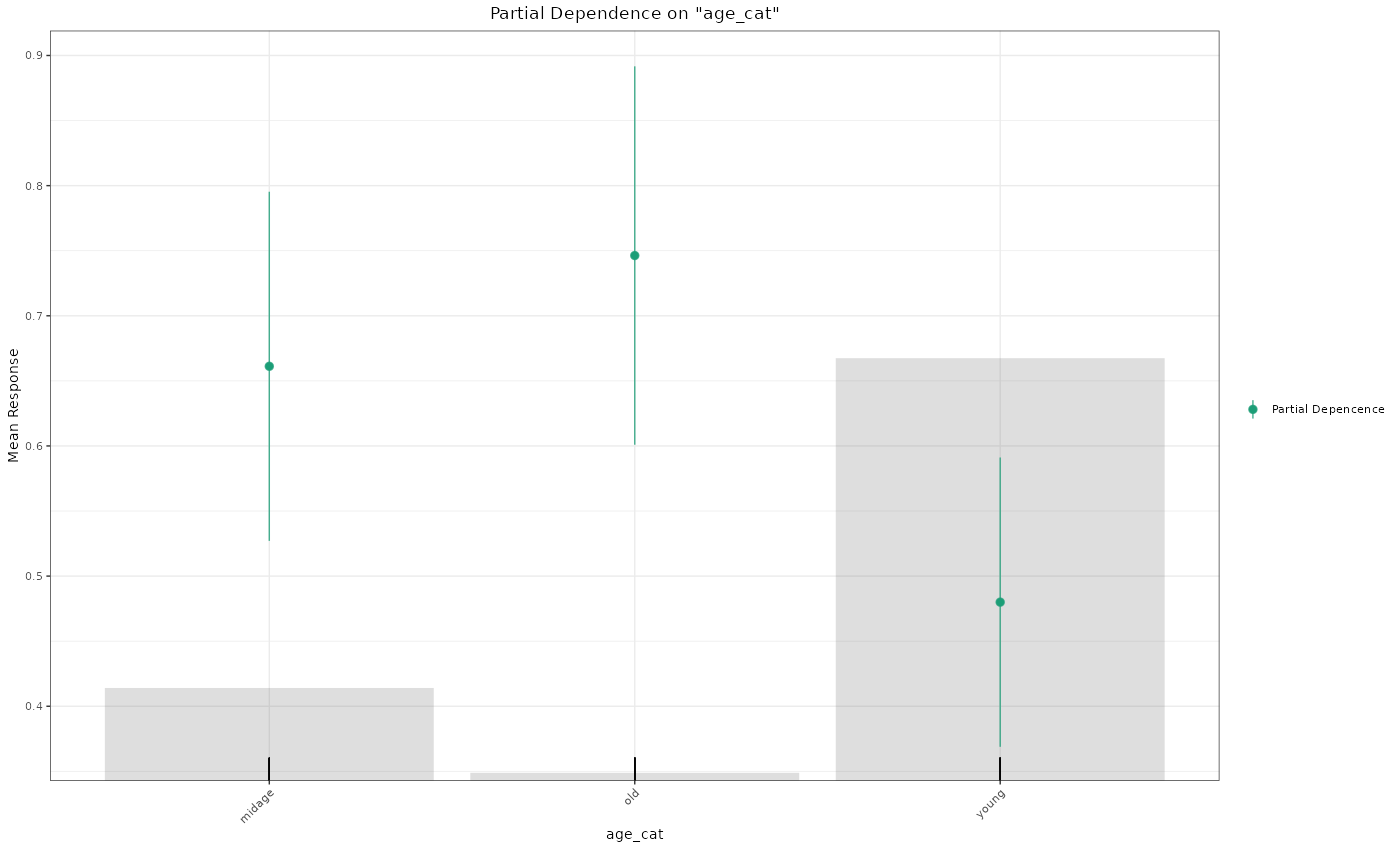 Partial Dependence on "age_cat"
Mean Response
0.9
0.8
0.7
0.6
0.5
0.4
midage
old
young
age_cat
Partial Depencence